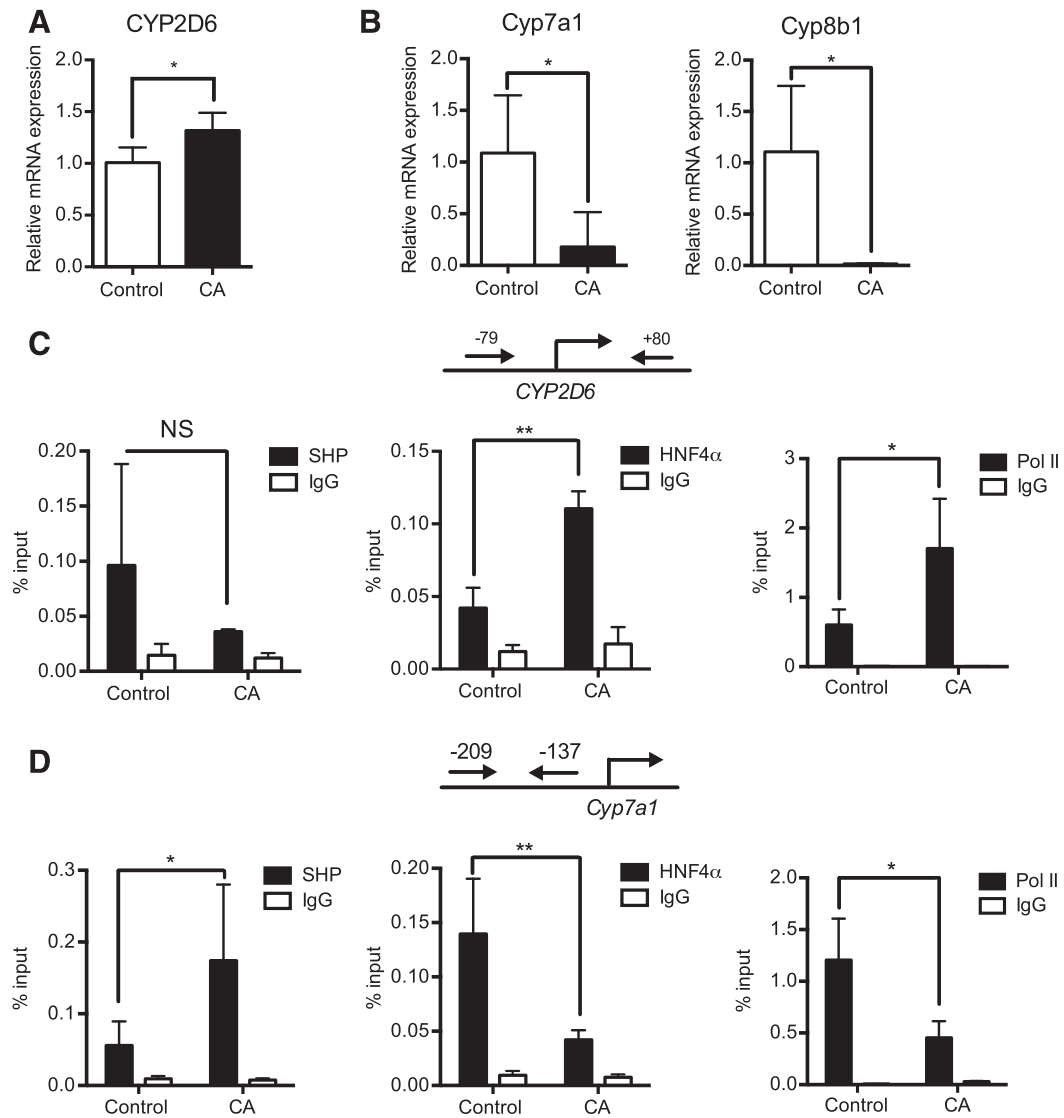 A
CYP2D6
Relative mRNA expression
2.0
1.5
1.0
0.5
0.0
*
Control
CA
B
Cyp7a1
Relative mRNA expression
2.0
1.5
1.0
0.5
0.0
*
Control
CA
Cyp8b1
Relative mRNA expression
2.0
1.5
1.0
0.5
0.0
*
Control
CA
C
-79
+80
CYP2D6
NS
% input
0.20
0.15
0.10
0.05
0.00
SHP
IgG
Control
CA
% input
0.15
0.10
0.05
0.00
**
HNF4α
IgG
Control
CA
% input
3
2
1
0
*
Pol II
IgG
Control
CA
D
-209
-137
Cyp7a1
% input
0.3
0.2
0.1
0.0
*
SHP
IgG
Control
CA
% input
0.20
0.15
0.10
0.05
0.00
**
HNF4α
IgG
Control
CA
% input
2.0
1.5
1.0
0.5
0.0
*
Pol II
IgG
Control
CA